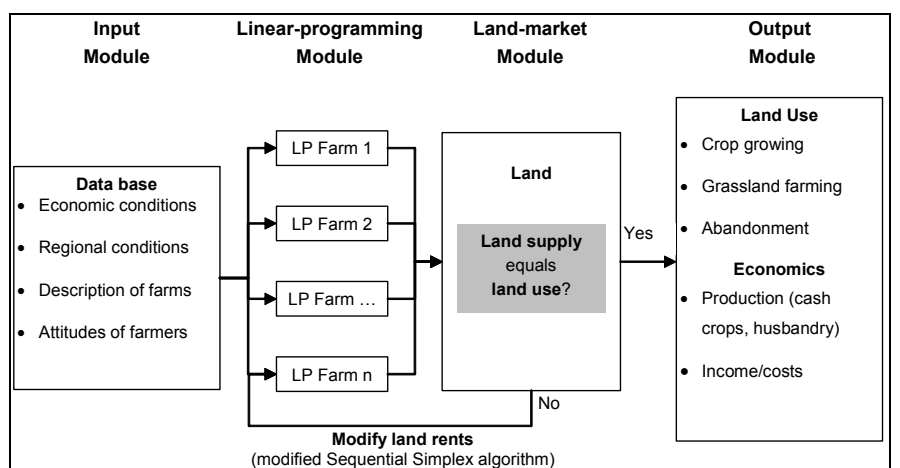 Input
Module
Linear-programming
Module
Land-market
Module
Output
Module
Data base
• Economic conditions
• Regional conditions
• Description of farms
• Attitudes of farmers
LP Farm 1
LP Farm 2
LP Farm ...
LP Farm n
Land
Land supply
equals
land use?
Yes
No
Modify land rents
(modified Sequential Simplex algorithm)
Land Use
• Crop growing
• Grassland farming
• Abandonment
Economics
• Production (cash
crops, husbandry)
• Income/costs